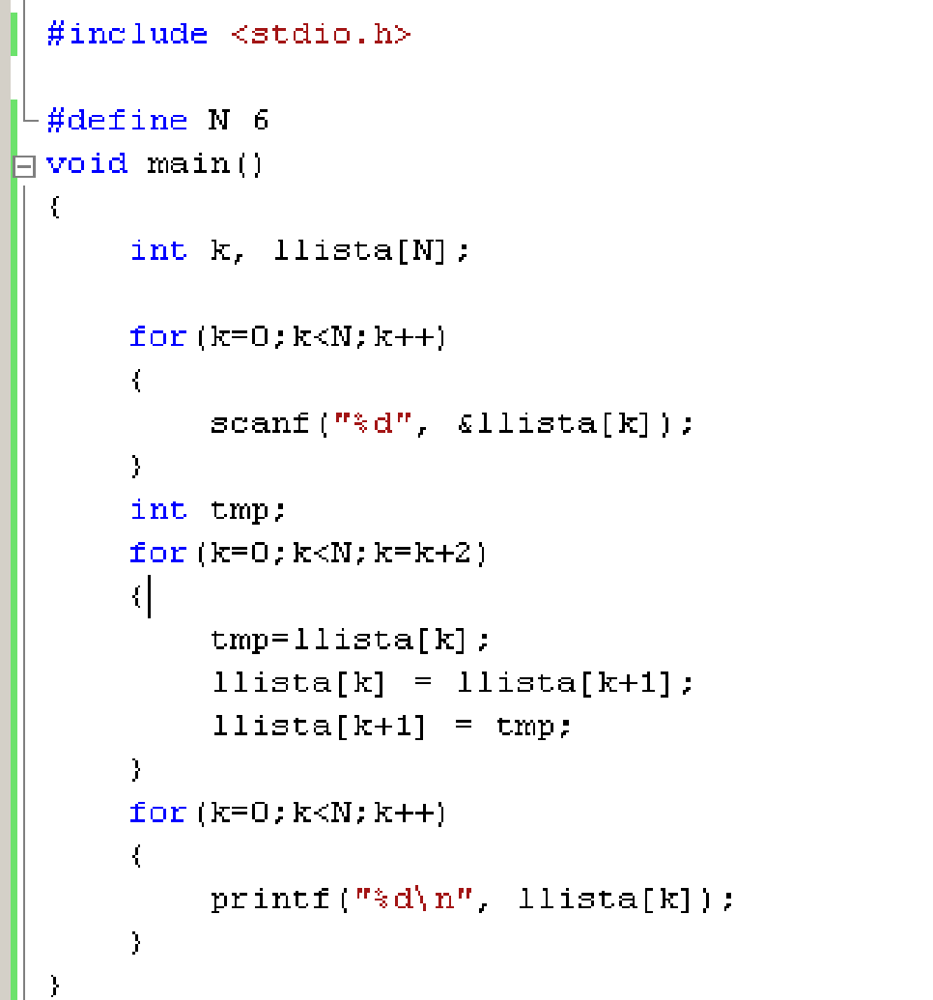 #include <stdio.h>
#define N 6
void main()
{
int k, llista[N];
for(k=0;k<N;k++)
{
scanf("%d", &llista[k]);
}
int tmp;
for(k=0;k<N;k=k+2)
{
tmp=llista[k];
llista[k] = llista[k+1];
llista[k+1] = tmp;
}
for(k=0;k<N;k++)
{
printf("%d\n", llista[k]);
}
}